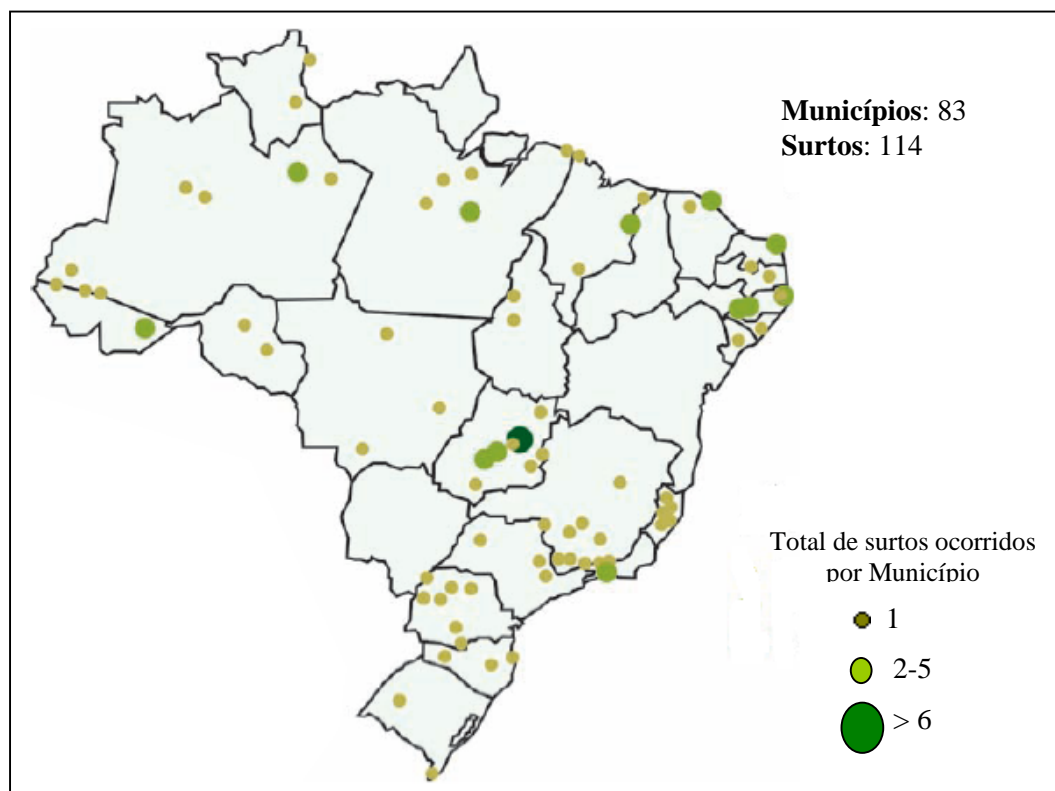 Municípios: 83
Surtos: 114
Total de surtos ocorridos
por Município
1
2-5
> 6